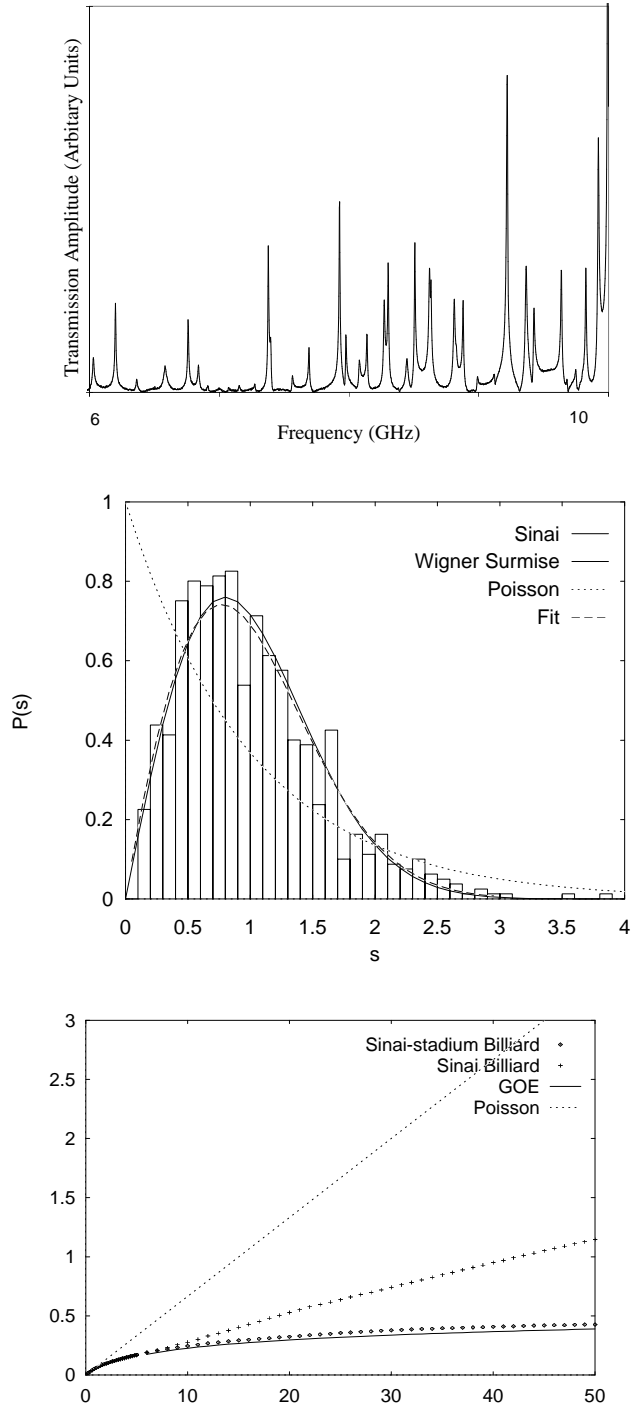 Transmission Amplitude (Arbitary Units)
6
10
Frequency (GHz)
1
0.8
0.6
0.4
0.2
0
P(s)
Sinai
Wigner Surmise
Poisson
Fit
0 0.5 1 1.5 2 2.5 3 3.5 4
s
3
2.5
2
1.5
1
0.5
0
Sinai-stadium Billiard
Sinai Billiard
GOE
Poisson
0 10 20 30 40 50